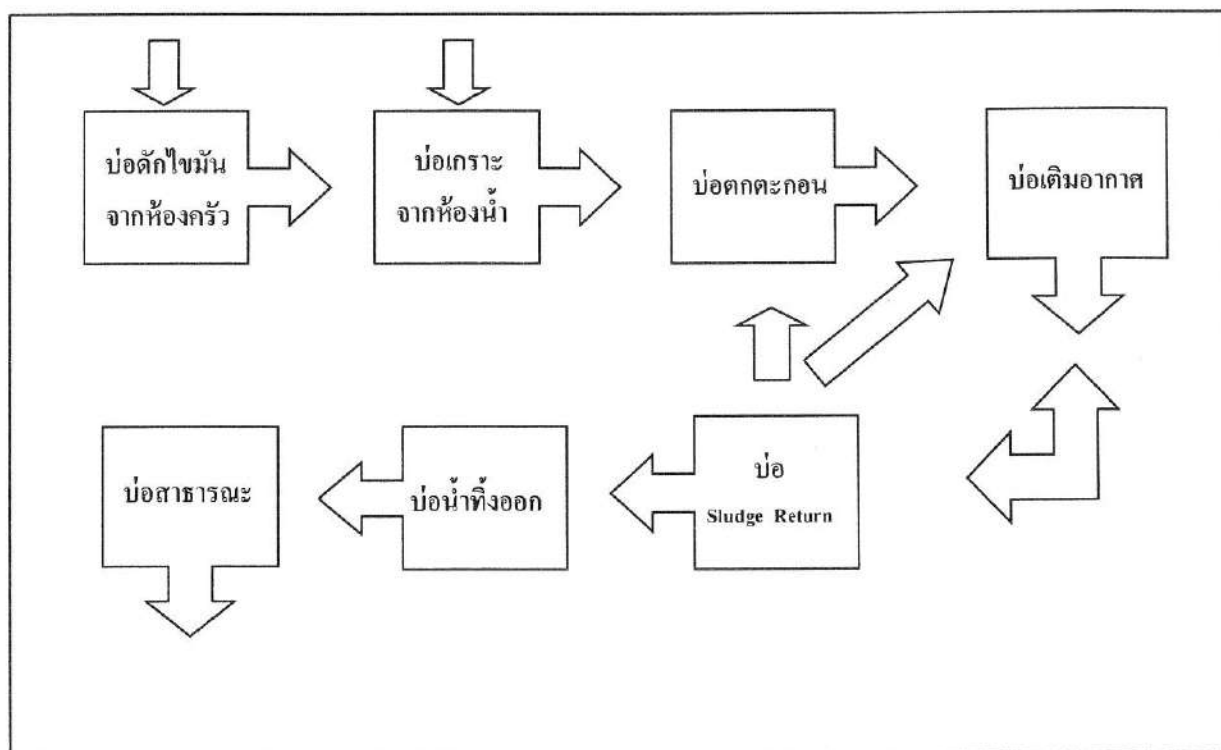 บ่อดักไขมัน
จากห้องครัว
บ่อเกราะ
จากห้องน้ำ
บ่อตกตะกอน
บ่อเติมอากาศ
บ่อสาธารณะ
บ่อน้ำทิ้งออก
บ่อ
Sludge Return